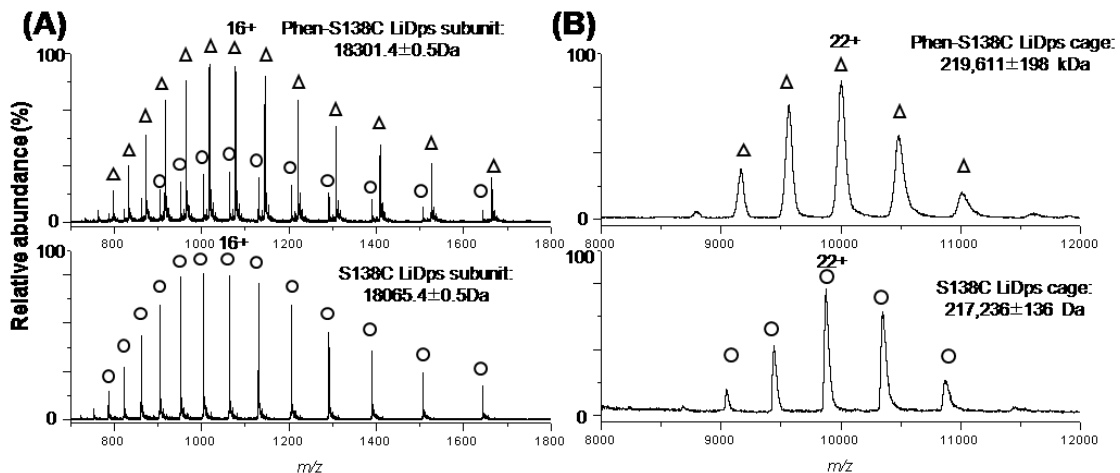 (A)
16+
Phen-S138C LiDps subunit:
18301.4±0.5Da
100
0
800 1000 1200 1400 1600 1800
16+
S138C LiDps subunit:
18065.4±0.5Da
100
0
800 1000 1200 1400 1600 1800
m/z
Relative abundance (%)
(B)
22+
Phen-S138C LiDps cage:
219,611±198 kDa
100
0
8000 9000 10000 11000 12000
22+
S138C LiDps cage:
217,236±136 Da
100
0
8000 9000 10000 11000 12000
m/z